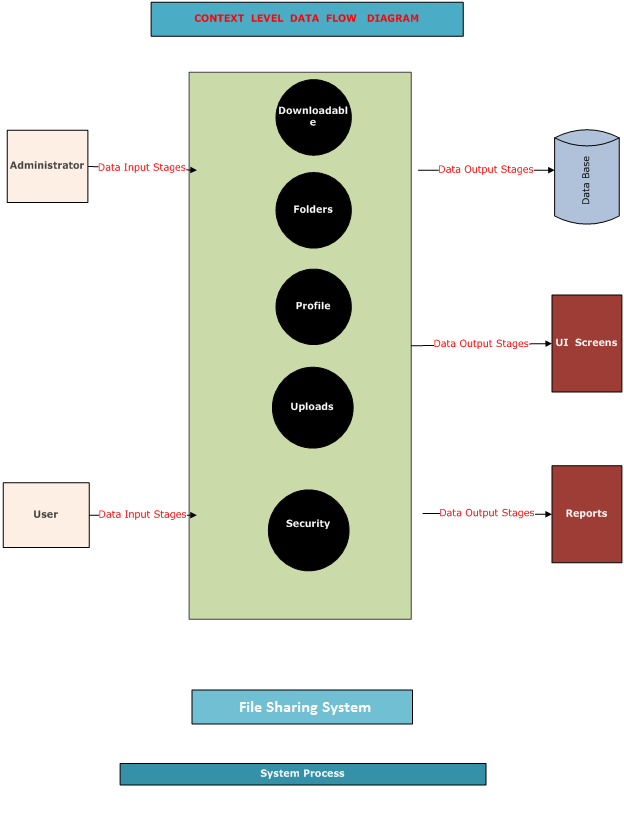 CONTEXT LEVEL DATA FLOW DIAGRAM
Downloadabl
e
Administrator
Data Input Stages
Data Output Stages
Data Base
Folders
Profile
Data Output Stages
UI Screens
Uploads
User
Data Input Stages
Security
Data Output Stages
Reports
File Sharing System
System Process